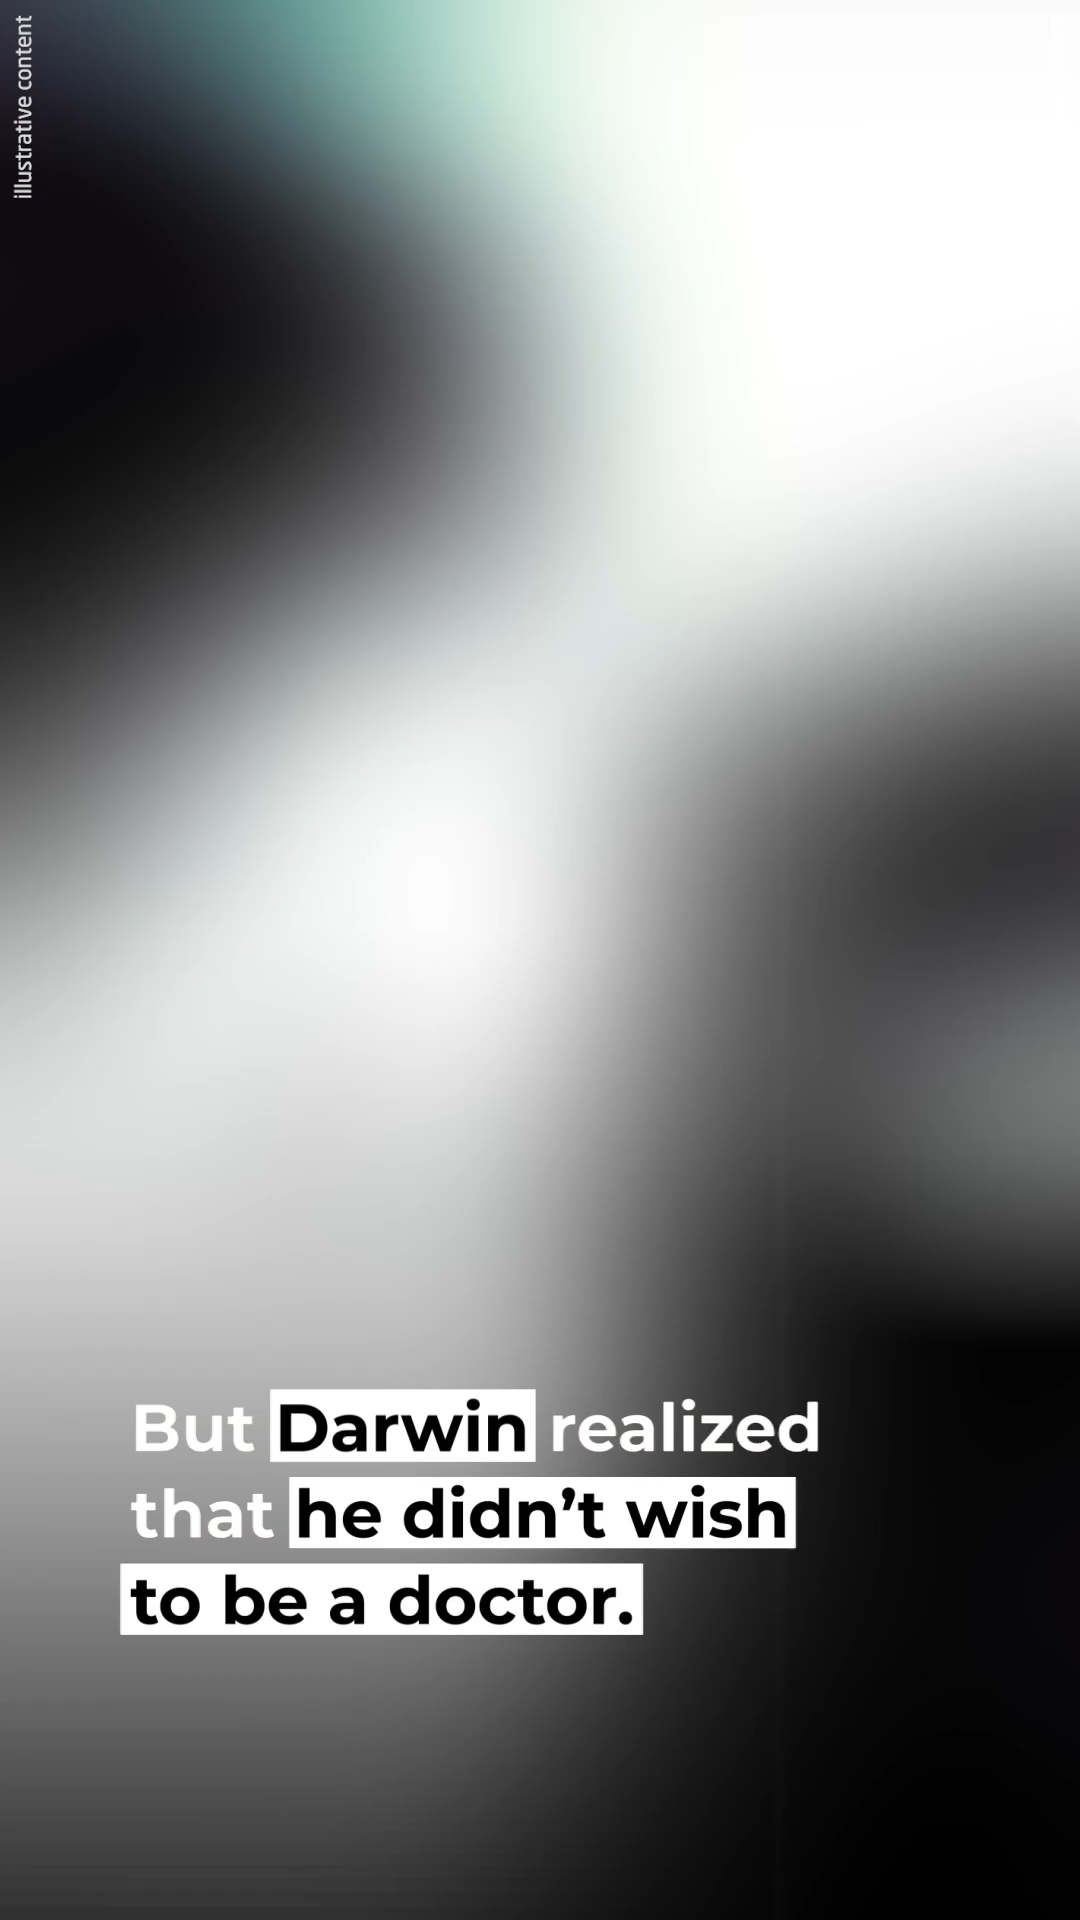 illustrative content
But Darwin realized
that he didn’t wish
to be a doctor.